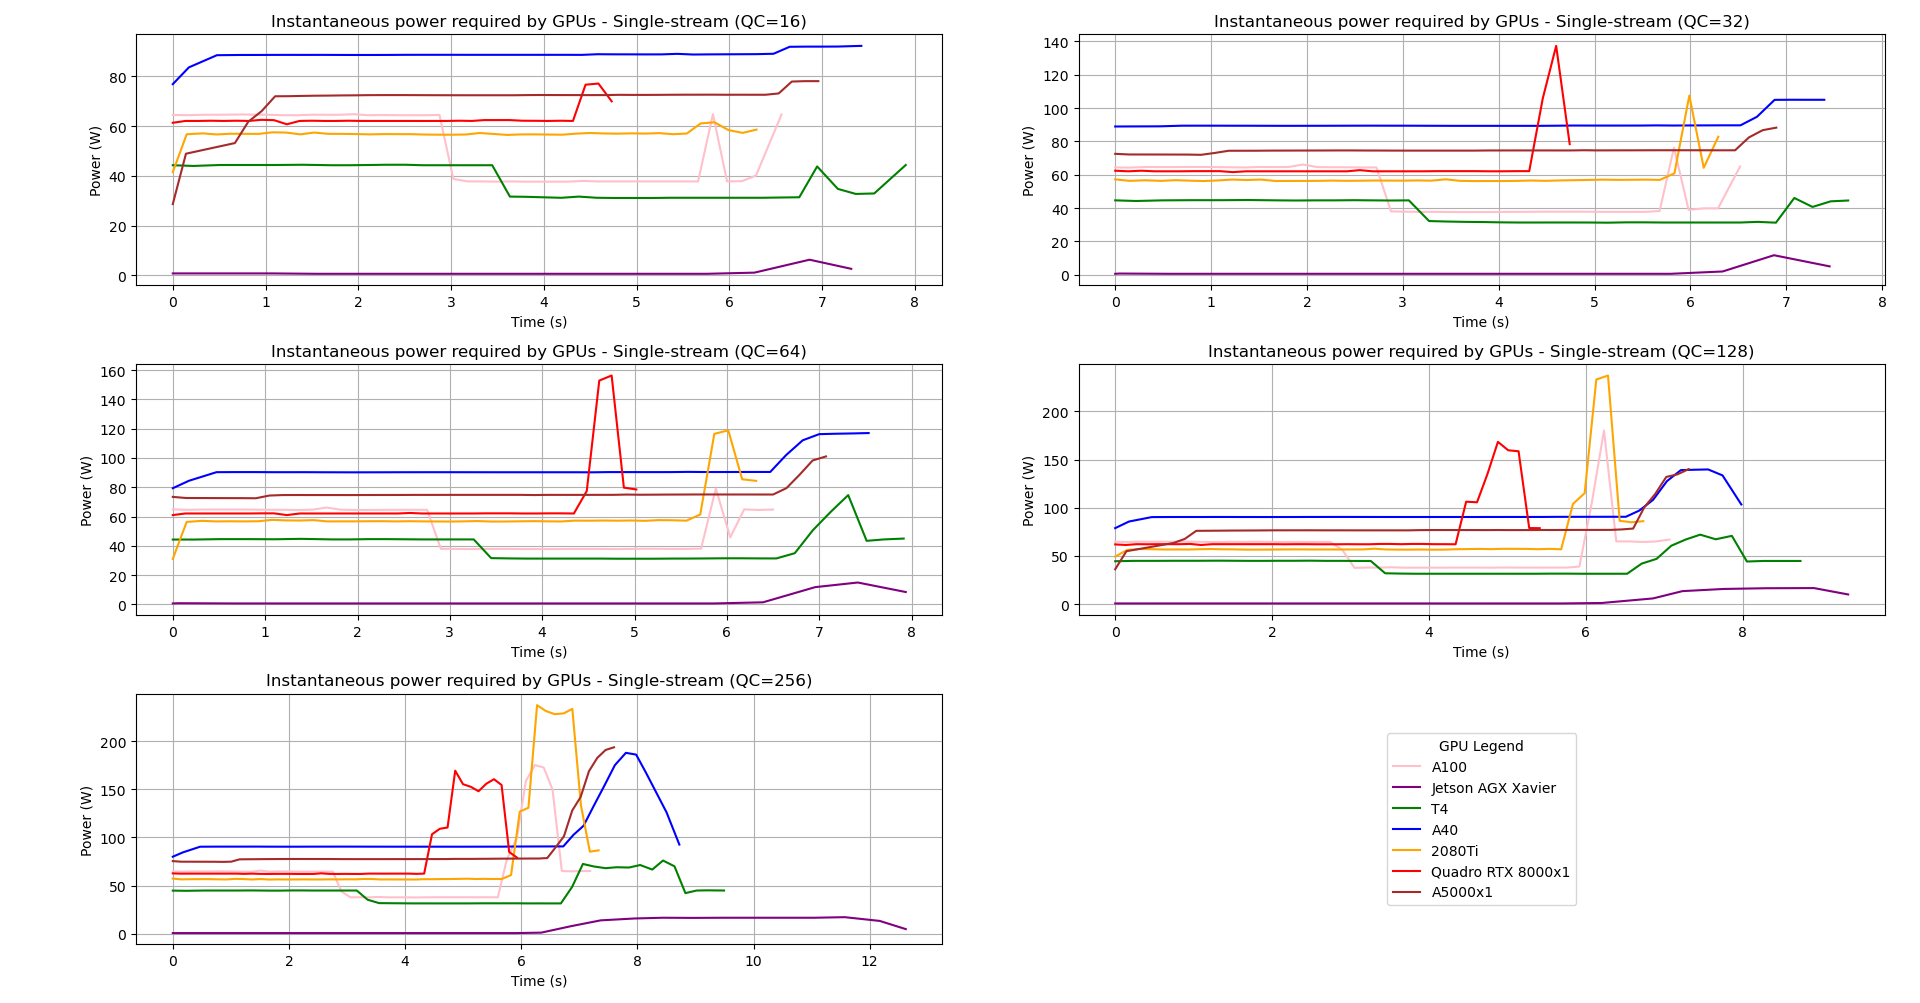 Instantaneous power required by GPUs - Single-stream (QC=16)
Power (W)
80
60
40
20
0
0 1 2 3 4 5 6 7 8
Time (s)
Instantaneous power required by GPUs - Single-stream (QC=32)
Power (W)
140
120
100
80
60
40
20
0
0 1 2 3 4 5 6 7 8
Time (s)
Instantaneous power required by GPUs - Single-stream (QC=64)
Power (W)
160
140
120
100
80
60
40
20
0
0 1 2 3 4 5 6 7 8
Time (s)
Instantaneous power required by GPUs - Single-stream (QC=128)
Power (W)
200
150
100
50
0
0 2 4 6 8
Time (s)
Instantaneous power required by GPUs - Single-stream (QC=256)
Power (W)
200
150
100
50
0
0 2 4 6 8 10 12
Time (s)
GPU Legend
A100
Jetson AGX Xavier
T4
A40
2080Ti
Quadro RTX 8000x1
A5000x1